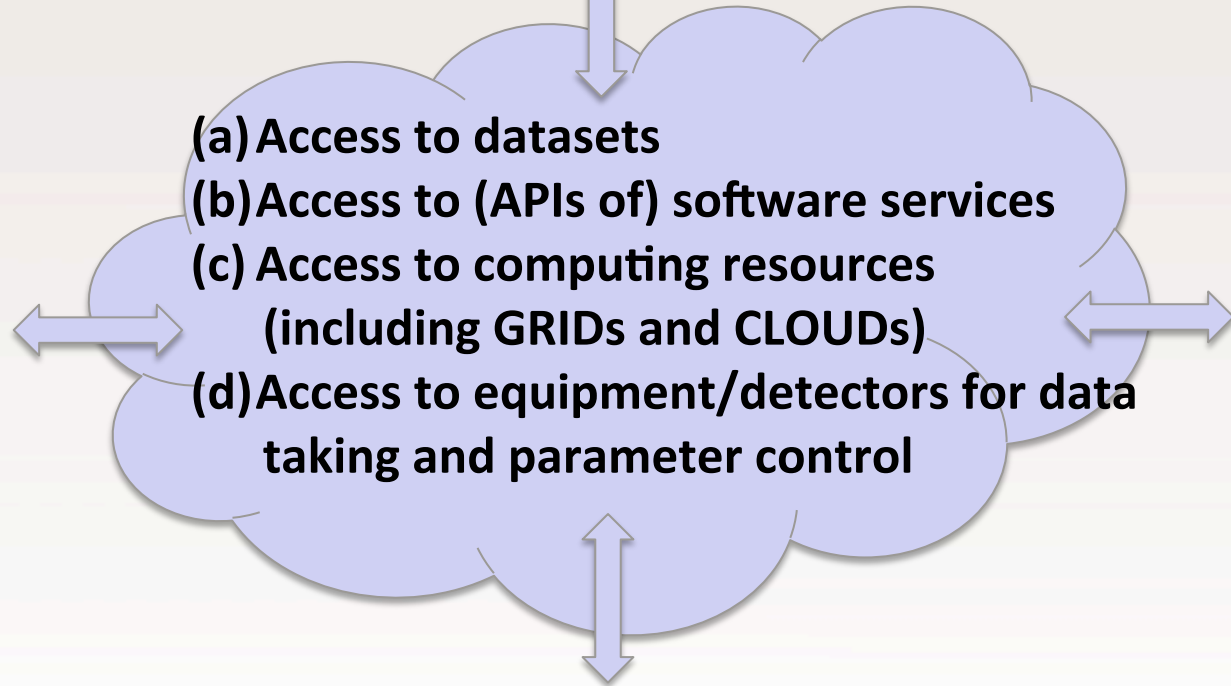 (a) Access to datasets
(b) Access to (APIs of) software services
(c) Access to computing resources
(including GRIDs and CLOUDs)
(d) Access to equipment/detectors for data
taking and parameter control